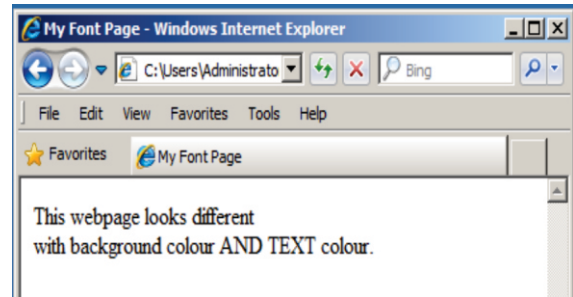 My Font Page - Windows Internet Explorer
C:\Users\Administrato
Bing
File Edit View Favorites Tools Help
Favorites My Font Page
This webpage looks different
with background colour AND TEXT colour.